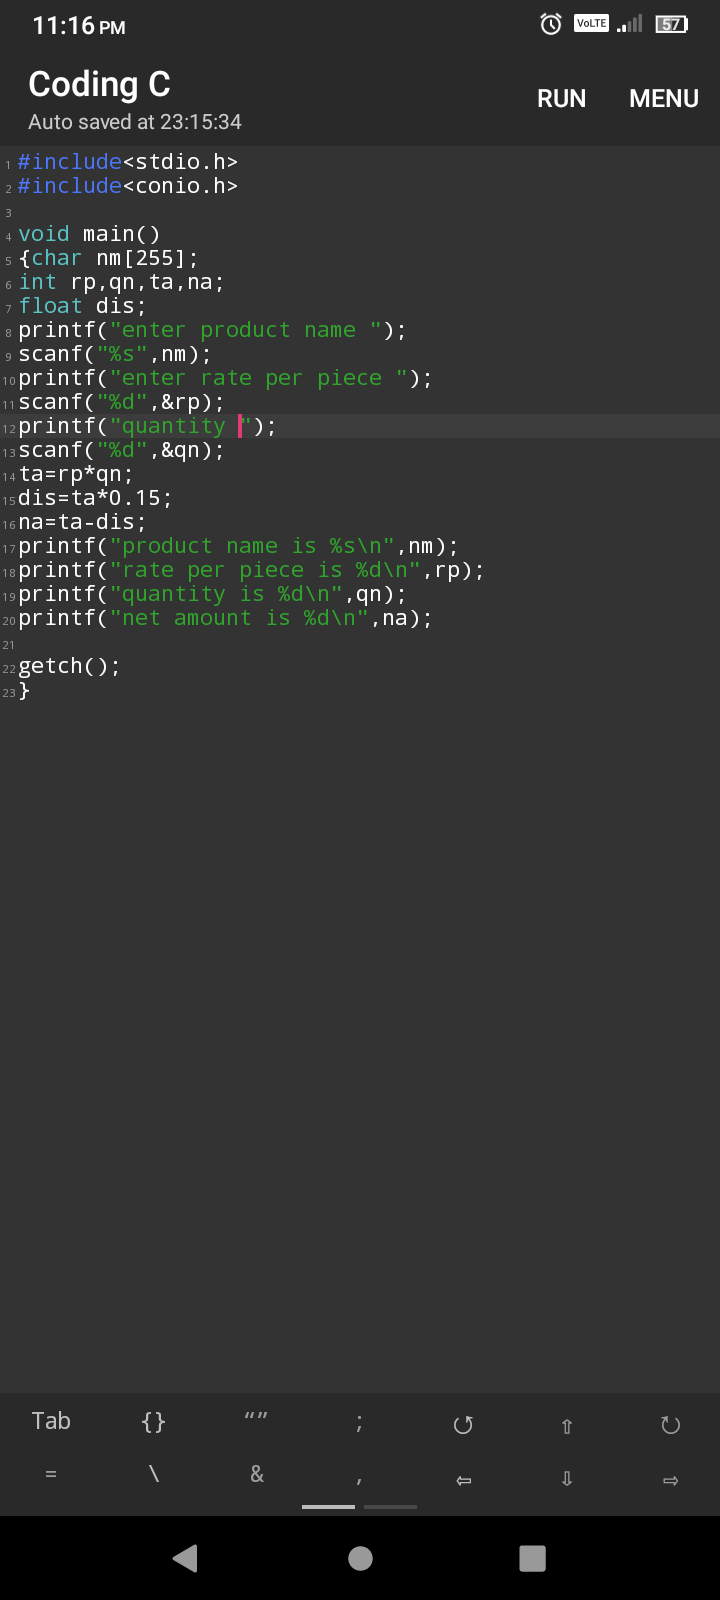 11:16 PM VoLTE 57
Coding C
RUN MENU
Auto saved at 23:15:34
1 #include<stdio.h>
2 #include<conio.h>
3
4 void main()
5 {char nm[255];
6 int rp,qn,ta,na;
7 float dis;
8 printf("enter product name ");
9 scanf("%s",nm);
10 printf("enter rate per piece ");
11 scanf("%d",&rp);
12 printf("quantity ");
13 scanf("%d",&qn);
14 ta=rp*qn;
15 dis=ta*0.15;
16 na=ta-dis;
17 printf("product name is %s\n",nm);
18 printf("rate per piece is %d\n",rp);
19 printf("quantity is %d\n",qn);
20 printf("net amount is %d\n",na);
21
22 getch();
23 }
Tab {} “” ; ↺ ⇧ ↻
= \ & , ⇦ ⇩ ⇨